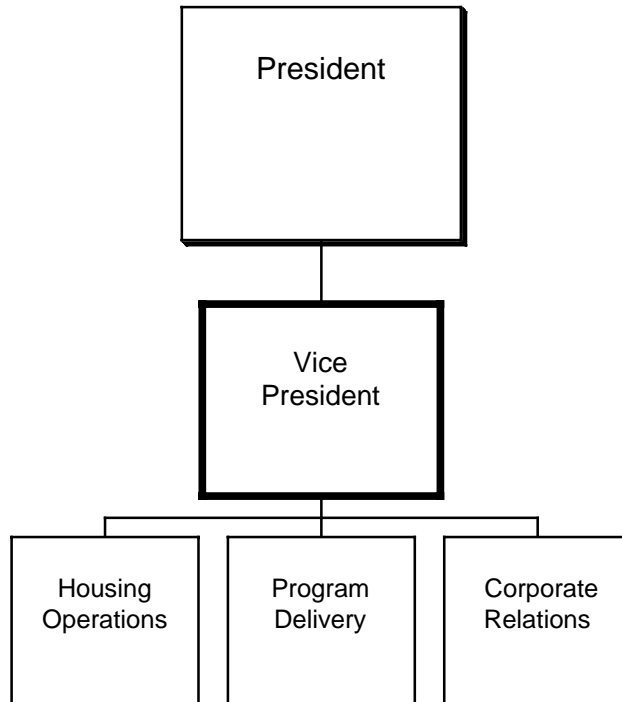 President
Vice
President
Housing
Operations
Program
Delivery
Corporate
Relations